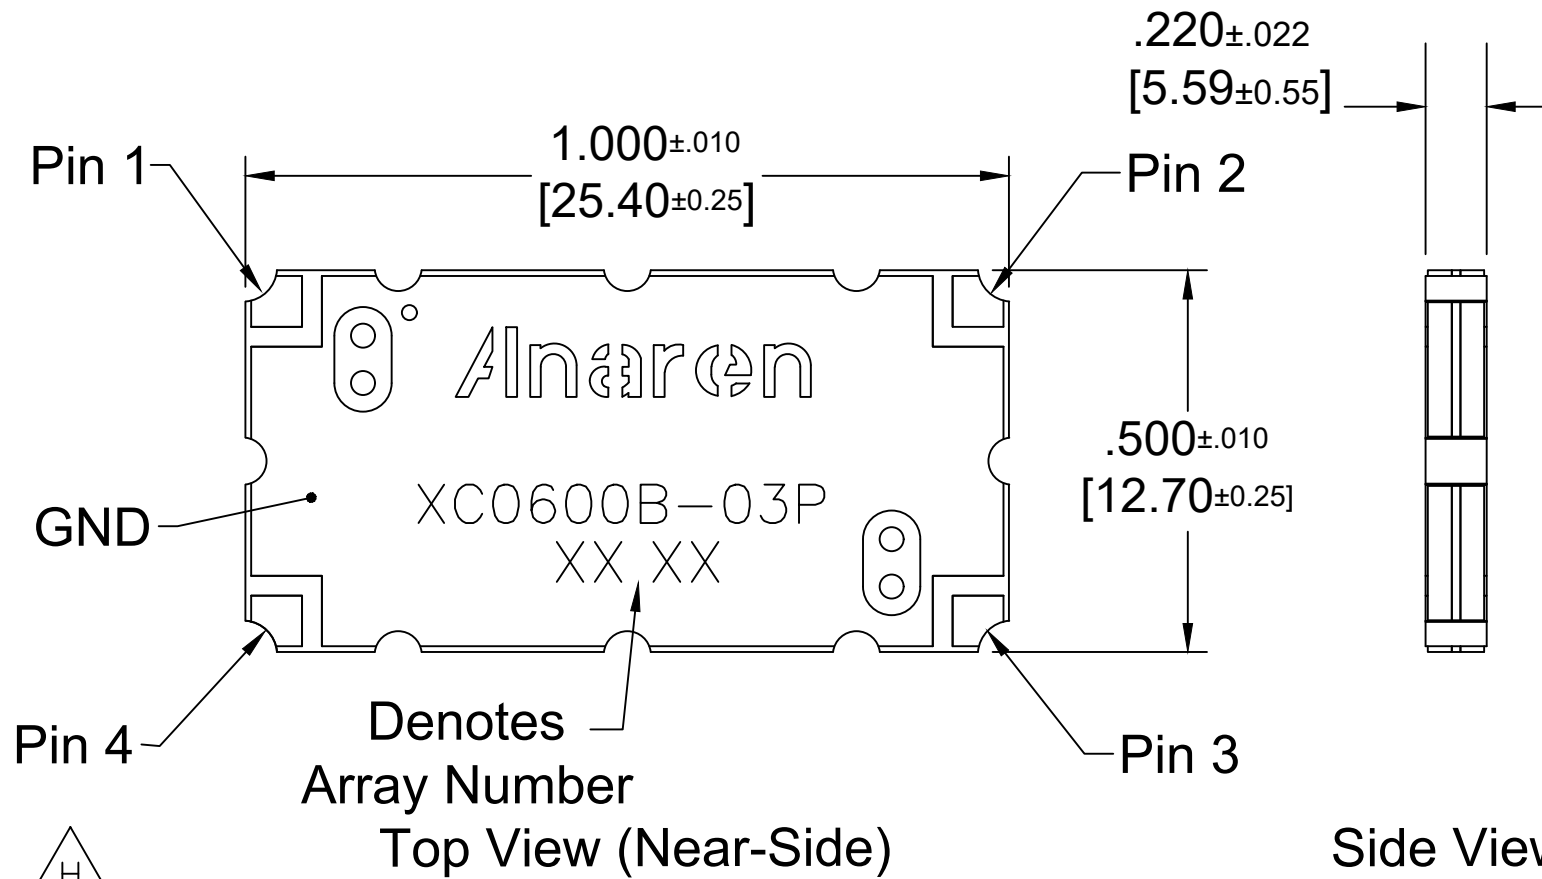 .220±.022
[5.59±0.55]
1.000±.010
[25.40±0.25]
Pin 1
Pin 2
Anaren
.500±.010
[12.70±0.25]
XC0600B-03P
XX XX
GND
Pin 4
Denotes
Array Number
Pin 3
Top View (Near-Side)
Side View
H